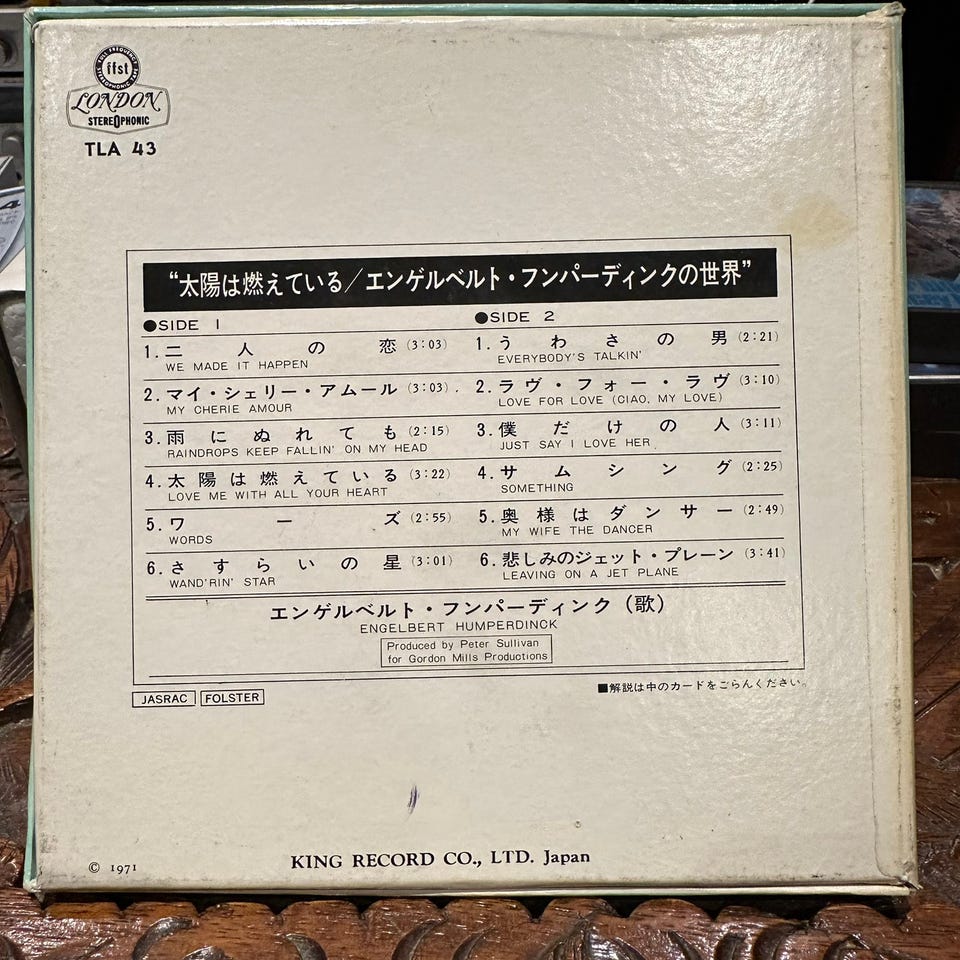 FULL FREQUENCY
ffst
STEREOPHONIC TAPE
LONDON
STEREOPHONIC
TLA 43
“太陽は燃えている/エンゲルベルト・フンパーディンクの世界”
●SIDE 1
1. 二人の恋 (3:03)
WE MADE IT HAPPEN
2. マイ・シェリー・アムール (3:03)
MY CHERIE AMOUR
3. 雨にぬれても (2:15)
RAINDROPS KEEP FALLIN' ON MY HEAD
4. 太陽は燃えている (3:22)
LOVE ME WITH ALL YOUR HEART
5. ワーズ (2:55)
WORDS
6. さすらいの星 (3:01)
WAND'RIN' STAR
●SIDE 2
1. うわさの男 (2:21)
EVERYBODY'S TALKIN'
2. ラヴ・フォー・ラヴ (3:10)
LOVE FOR LOVE (CIAO, MY LOVE)
3. 僕だけの人 (3:11)
JUST SAY I LOVE HER
4. サムシング (2:25)
SOMETHING
5. 奥様はダンサー (2:49)
MY WIFE THE DANCER
6. 悲しみのジェット・プレーン (3:41)
LEAVING ON A JET PLANE
エンゲルベルト・フンパーディンク (歌)
ENGELBERT HUMPERDINCK
Produced by Peter Sullivan
for Gordon Mills Productions
JASRAC FOLSTER
■解説は中のカードをごらんください。
© 1971
KING RECORD CO., LTD. Japan